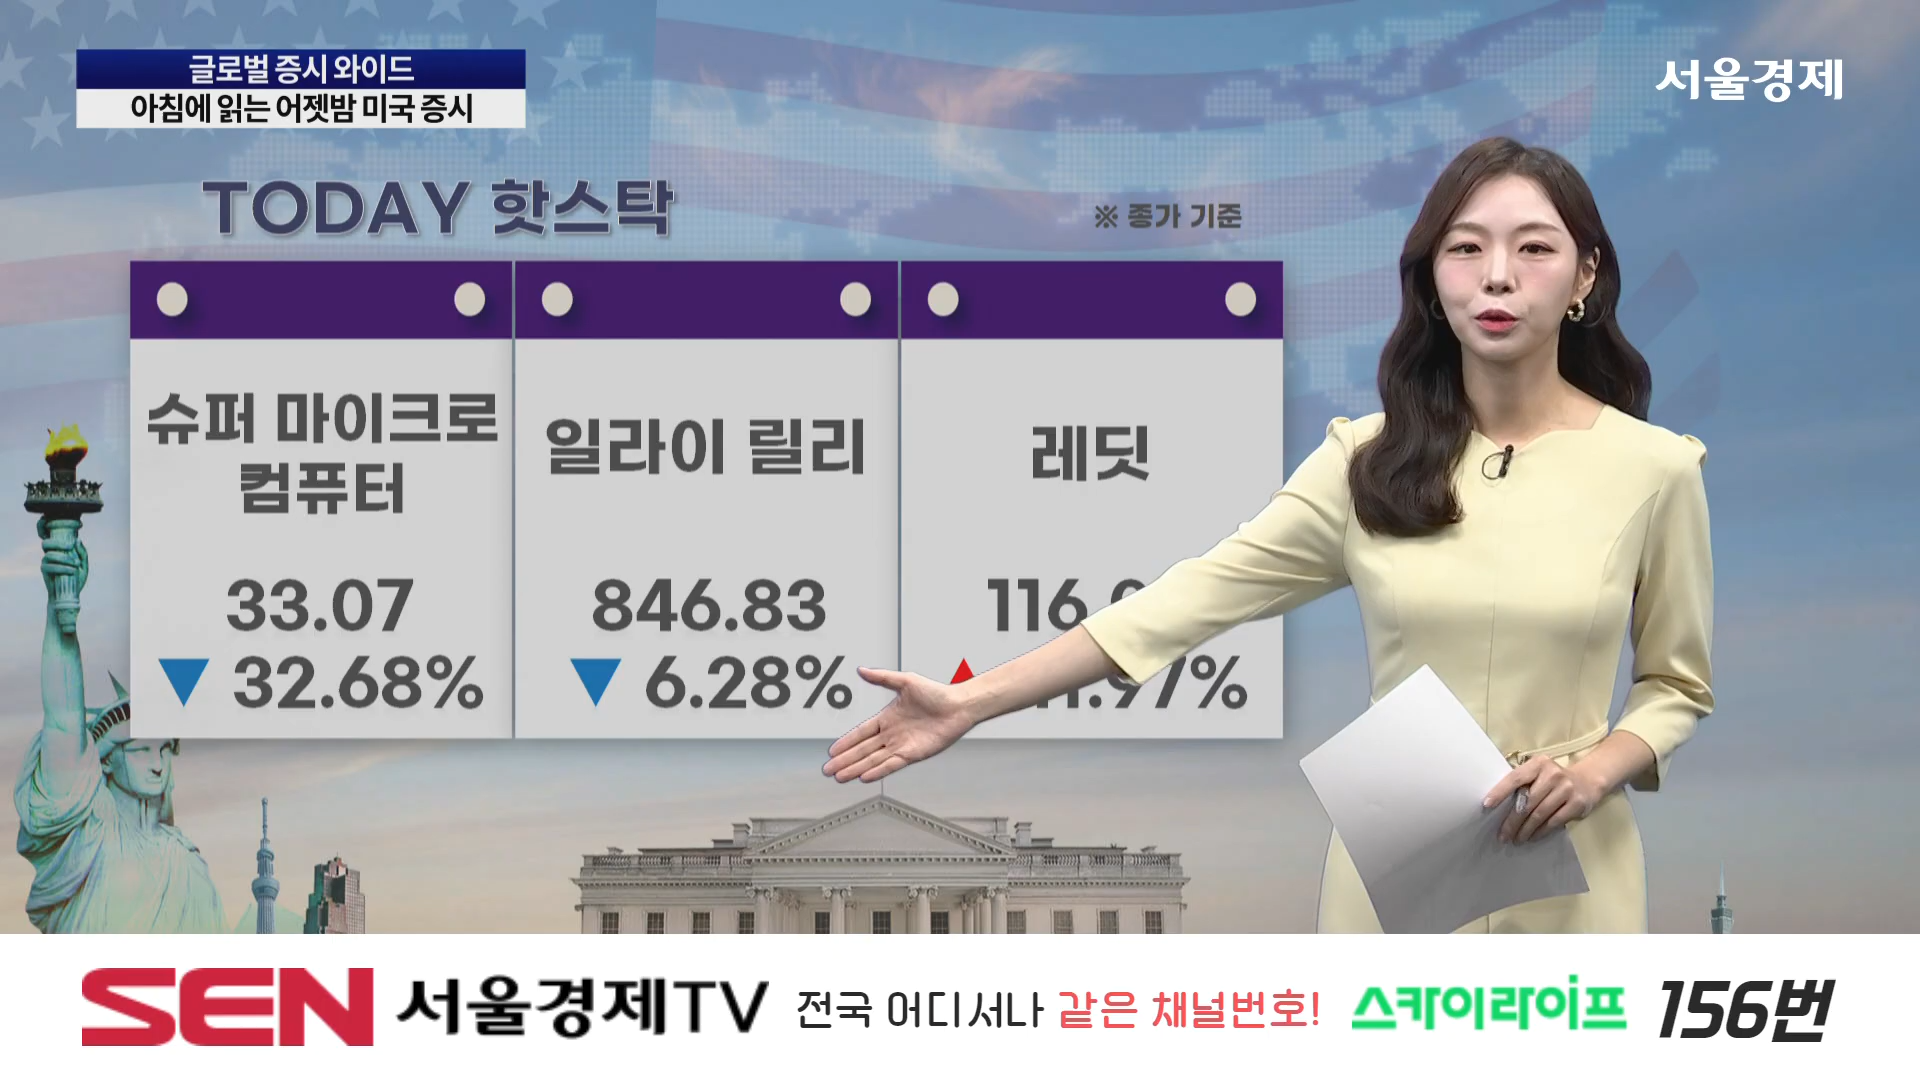 글로벌 증시 와이드
아침에 읽는 어젯밤 미국 증시
서울경제
TODAY 핫스탁
※ 종가 기준
슈퍼 마이크로
컴퓨터
33.07
▼ 32.68%
일라이 릴리
846.83
▼ 6.28%
레딧
SEN 서울경제TV 전국 어디서나 같은 채널번호! 스카이라이프 156번